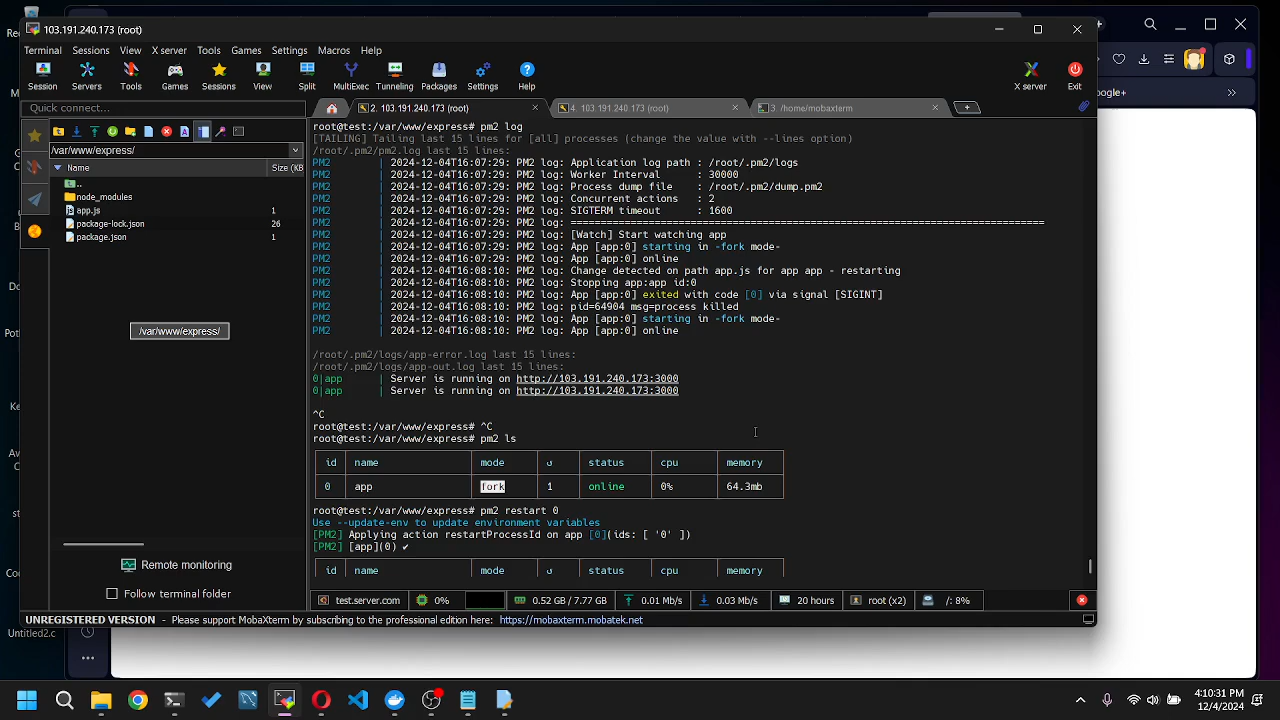 103.191.240.173 (root)
Terminal Sessions View X server Tools Games Settings Macros Help
Session Servers Tools Games Sessions View Split MultiExec Tunneling Packages Settings Help X server Exit
Quick connect...
2. 103.191.240.173 (root)
4. 103.191.240.173 (root)
3. /home/mobaxterm
oogle+
/var/www/express/
Name Size (KB
..
node_modules
app.js 1
package-lock.json 26
package.json 1
/var/www/express/
Remote monitoring
Follow terminal folder
root@test:/var/www/express# pm2 log
[TAILING] Tailing last 15 lines for [all] processes (change the value with --lines option)
/root/.pm2/pm2.log last 15 lines:
PM2 | 2024-12-04T16:07:29: PM2 log: Application log path : /root/.pm2/logs
PM2 | 2024-12-04T16:07:29: PM2 log: Worker Interval : 30000
PM2 | 2024-12-04T16:07:29: PM2 log: Process dump file : /root/.pm2/dump.pm2
PM2 | 2024-12-04T16:07:29: PM2 log: Concurrent actions : 2
PM2 | 2024-12-04T16:07:29: PM2 log: SIGTERM timeout : 1600
PM2 | 2024-12-04T16:07:29: PM2 log: ===============================================================================
PM2 | 2024-12-04T16:07:29: PM2 log: [Watch] Start watching app
PM2 | 2024-12-04T16:07:29: PM2 log: App [app:0] starting in -fork mode-
PM2 | 2024-12-04T16:07:29: PM2 log: App [app:0] online
PM2 | 2024-12-04T16:08:10: PM2 log: Change detected on path app.js for app app - restarting
PM2 | 2024-12-04T16:08:10: PM2 log: Stopping app:app id:0
PM2 | 2024-12-04T16:08:10: PM2 log: App [app:0] exited with code [0] via signal [SIGINT]
PM2 | 2024-12-04T16:08:10: PM2 log: pid=64904 msg=process killed
PM2 | 2024-12-04T16:08:10: PM2 log: App [app:0] starting in -fork mode-
PM2 | 2024-12-04T16:08:10: PM2 log: App [app:0] online
/root/.pm2/logs/app-error.log last 15 lines:
/root/.pm2/logs/app-out.log last 15 lines:
0|app | Server is running on http://103.191.240.173:3000
0|app | Server is running on http://103.191.240.173:3000
^C
root@test:/var/www/express# ^C
root@test:/var/www/express# pm2 ls
id name mode ↺ status cpu memory
0 app fork 1 online 0% 64.3mb
root@test:/var/www/express# pm2 restart 0
Use --update-env to update environment variables
[PM2] Applying action restartProcessId on app [0](ids: [ '0' ])
[PM2] [app](0) ✔
id name mode ↺ status cpu memory
test.server.com 0% 0.52 GB / 7.77 GB 0.01 Mb/s 0.03 Mb/s 20 hours root (x2) /: 8%
UNREGISTERED VERSION - Please support MobaXterm by subscribing to the professional edition here: https://mobaxterm.mobatek.net
Untitled2.c
4:10:31 PM
12/4/2024